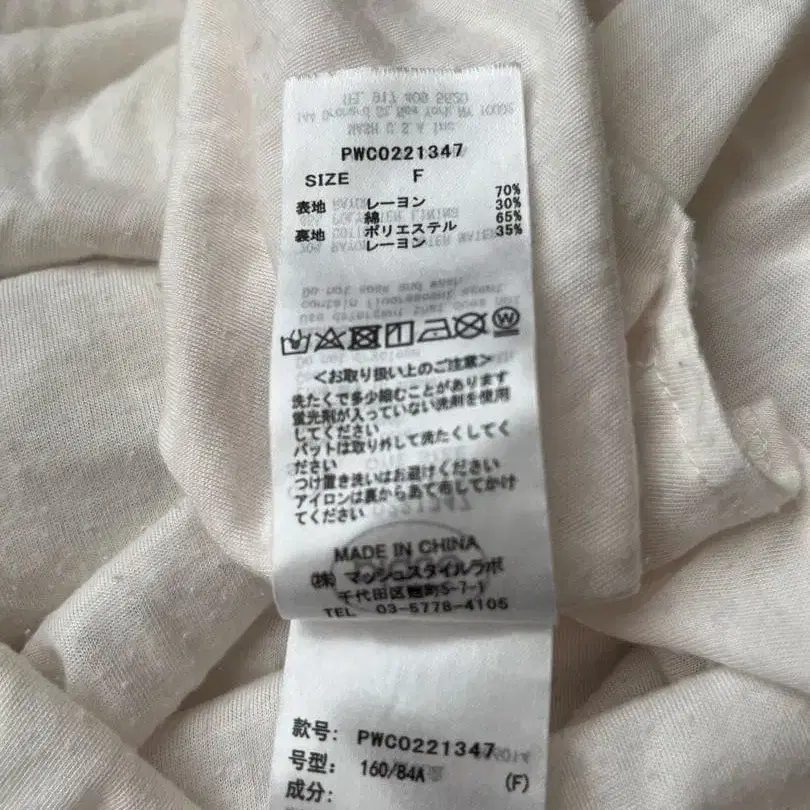 PWCO221347
SIZE F
表地 レーヨン 70%
綿 30%
裏地 ポリエステル 65%
レーヨン 35%
W
<お取り扱い上のご注意>
洗たくで多少縮むことがあります
蛍光剤が入っていない洗剤を使用
してください
パットは取り外して洗たくしてく
ださい
つけ置き洗いはお避けください
アイロンは裏からあて布してかけ
てください
MADE IN CHINA
㈱ マッシュスタイルラボ
千代田区麹町5-7-1
TEL 03-5778-4105
款号: PWCO221347
号型: 160/84A (F)
成分: